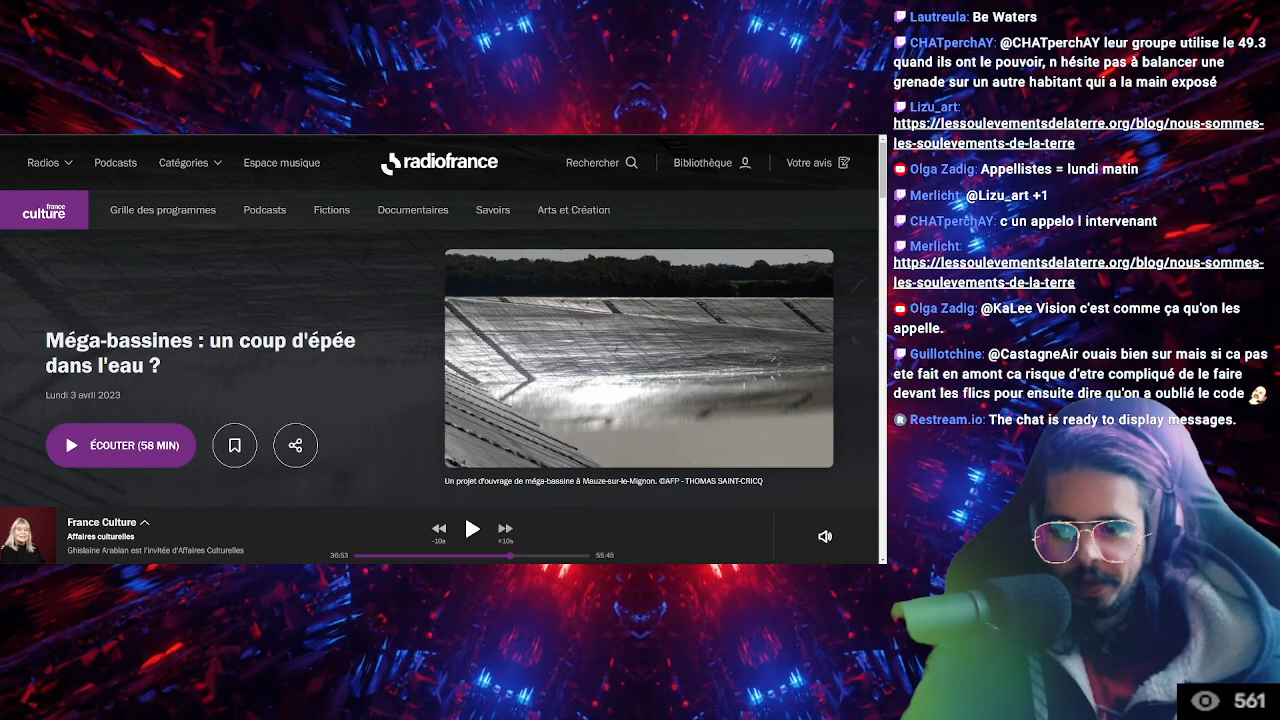 Radios
Podcasts
Catégories
Espace musique
radiofrance
Rechercher
Bibliothèque
Votre avis
france
culture
Grille des programmes
Podcasts
Fictions
Documentaires
Savoirs
Arts et Création
Méga-bassines : un coup d'épée
dans l'eau ?
Lundi 3 avril 2023
ÉCOUTER (58 MIN)
Un projet d'ouvrage de méga-bassine à Mauze-sur-le-Mignon. ©AFP - THOMAS SAINT-CRICQ
France Culture
Affaires culturelles
Ghislaine Arabian est l'invitée d'Affaires Culturelles
-10s
+10s
36:53
55:45
Lautreula: Be Waters
CHATperchAY: @CHATperchAY leur groupe utilise le 49.3
quand ils ont le pouvoir, n hésite pas à balancer une
grenade sur un autre habitant qui a la main exposé
Lizu_art:
https://lessoulevementsdelaterre.org/blog/nous-sommes-
les-soulevements-de-la-terre
Olga Zadig: Appellistes = lundi matin
Merlicht: @Lizu_art +1
CHATperchAY: c un appelo l intervenant
Merlicht:
https://lessoulevementsdelaterre.org/blog/nous-sommes-
les-soulevements-de-la-terre
Olga Zadig: @KaLee Vision c'est comme ça qu'on les
appelle.
Guillotchine: @CastagneAir ouais bien sur mais si ca pas
ete fait en amont ca risque d'etre compliqué de le faire
devant les flics pour ensuite dire qu'on a oublié le code
R Restream.io: The chat is ready to display messages.
561